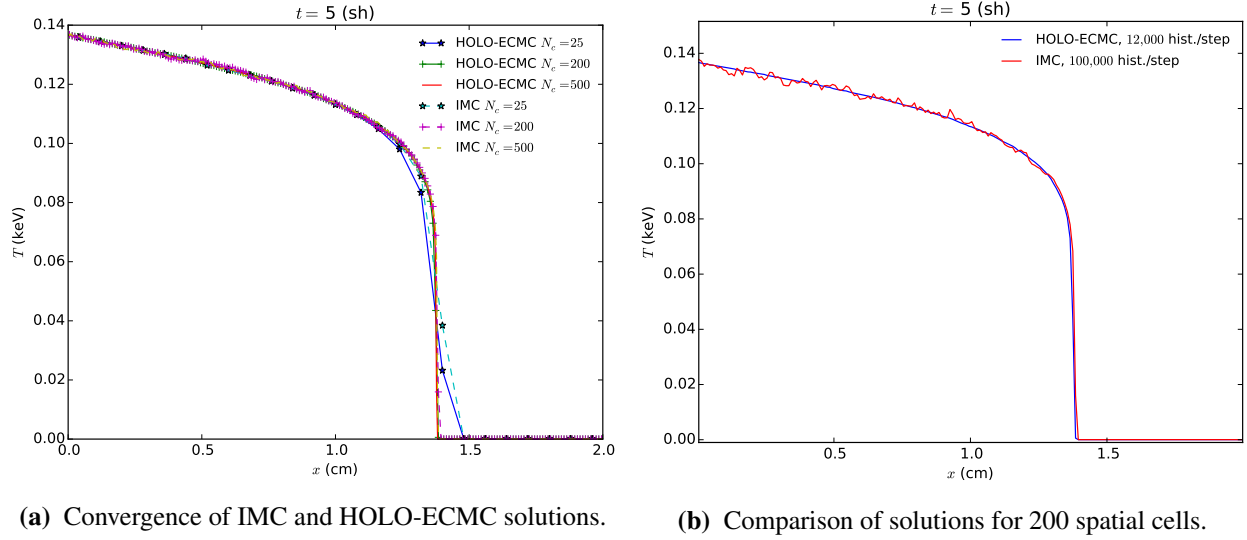 t = 5 (sh)
0.14
0.12
0.10
0.08
0.06
0.04
0.02
0.00
T (keV)
HOLO-ECMC N_c = 25
HOLO-ECMC N_c = 200
HOLO-ECMC N_c = 500
IMC N_c = 25
IMC N_c = 200
IMC N_c = 500
0.0 0.5 1.0 1.5 2.0
x (cm)
(a) Convergence of IMC and HOLO-ECMC solutions.
t = 5 (sh)
0.14
0.12
0.10
0.08
0.06
0.04
0.02
0.00
T (keV)
HOLO-ECMC, 12,000 hist./step
IMC, 100,000 hist./step
0.5 1.0 1.5
x (cm)
(b) Comparison of solutions for 200 spatial cells.